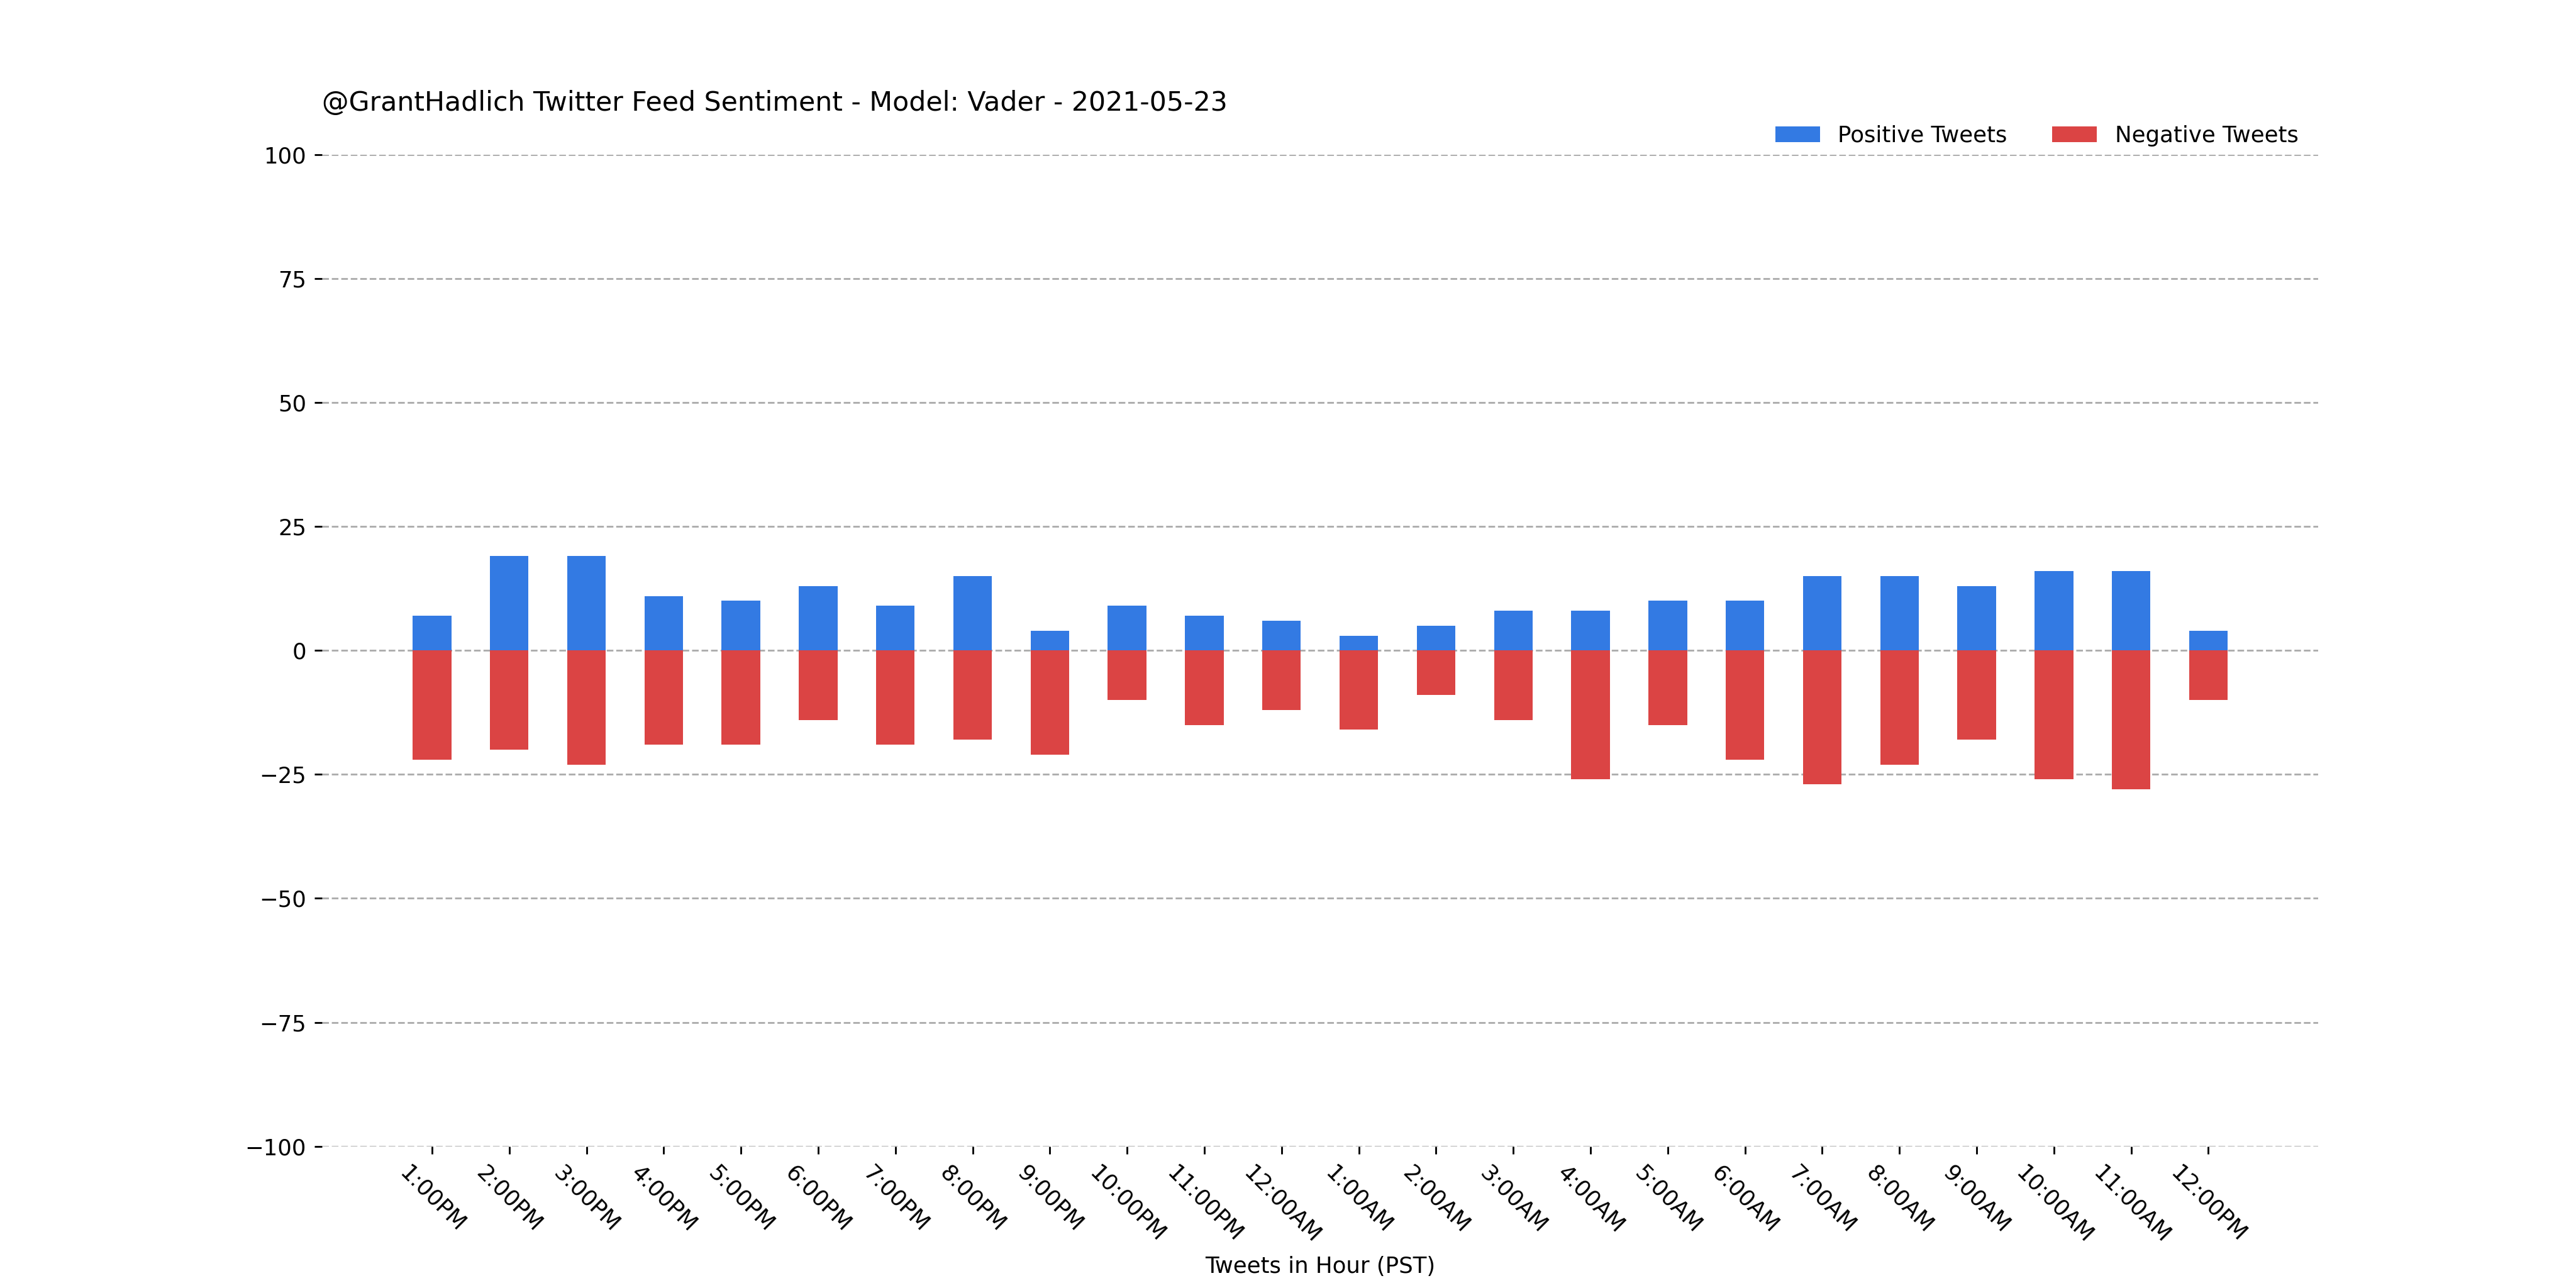 @GrantHadlich Twitter Feed Sentiment - Model: Vader - 2021-05-23
Positive Tweets
Negative Tweets
100
75
50
25
0
−25
−50
−75
−100
1:00PM
2:00PM
3:00PM
4:00PM
5:00PM
6:00PM
7:00PM
8:00PM
9:00PM
10:00PM
11:00PM
12:00AM
1:00AM
2:00AM
3:00AM
4:00AM
5:00AM
6:00AM
7:00AM
8:00AM
9:00AM
10:00AM
11:00AM
12:00PM
Tweets in Hour (PST)